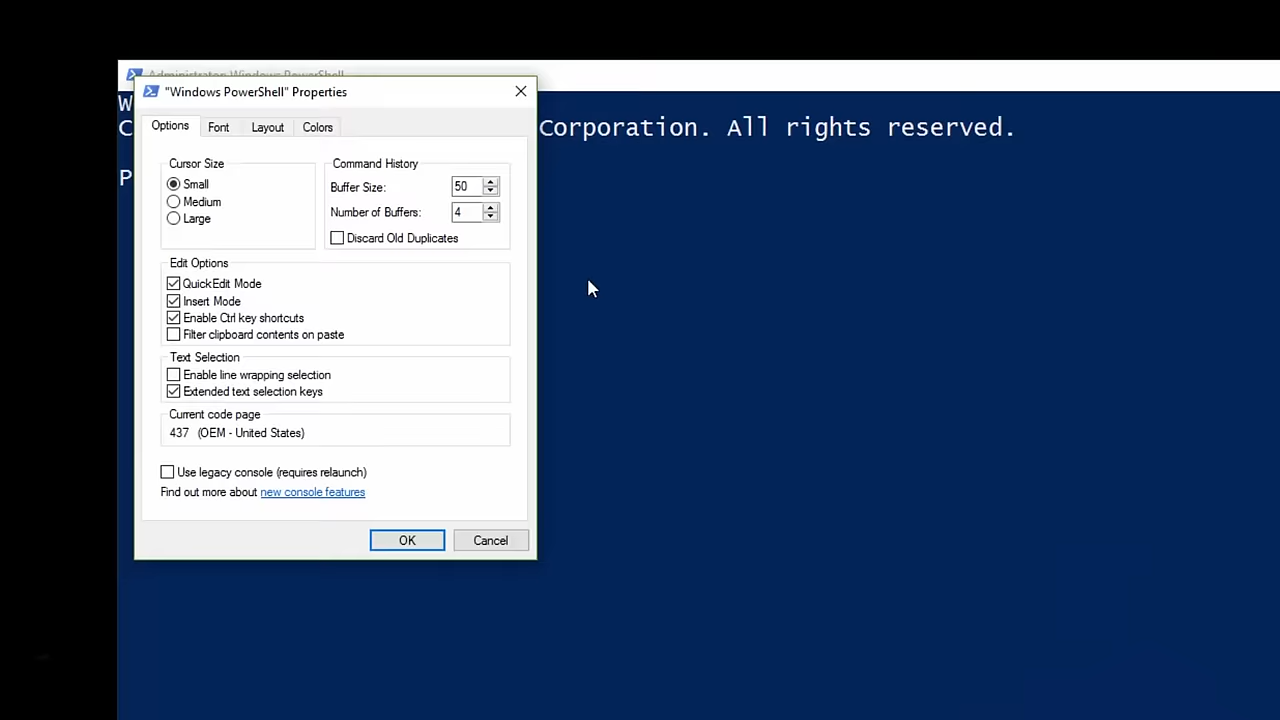 Administrator: Windows PowerShell
"Windows PowerShell" Properties
W
C
Corporation. All rights reserved.
P
Options
Font
Layout
Colors
Cursor Size
Small
Medium
Large
Command History
Buffer Size:
50
Number of Buffers:
4
Discard Old Duplicates
Edit Options
QuickEdit Mode
Insert Mode
Enable Ctrl key shortcuts
Filter clipboard contents on paste
Text Selection
Enable line wrapping selection
Extended text selection keys
Current code page
437 (OEM - United States)
Use legacy console (requires relaunch)
Find out more about new console features
OK
Cancel